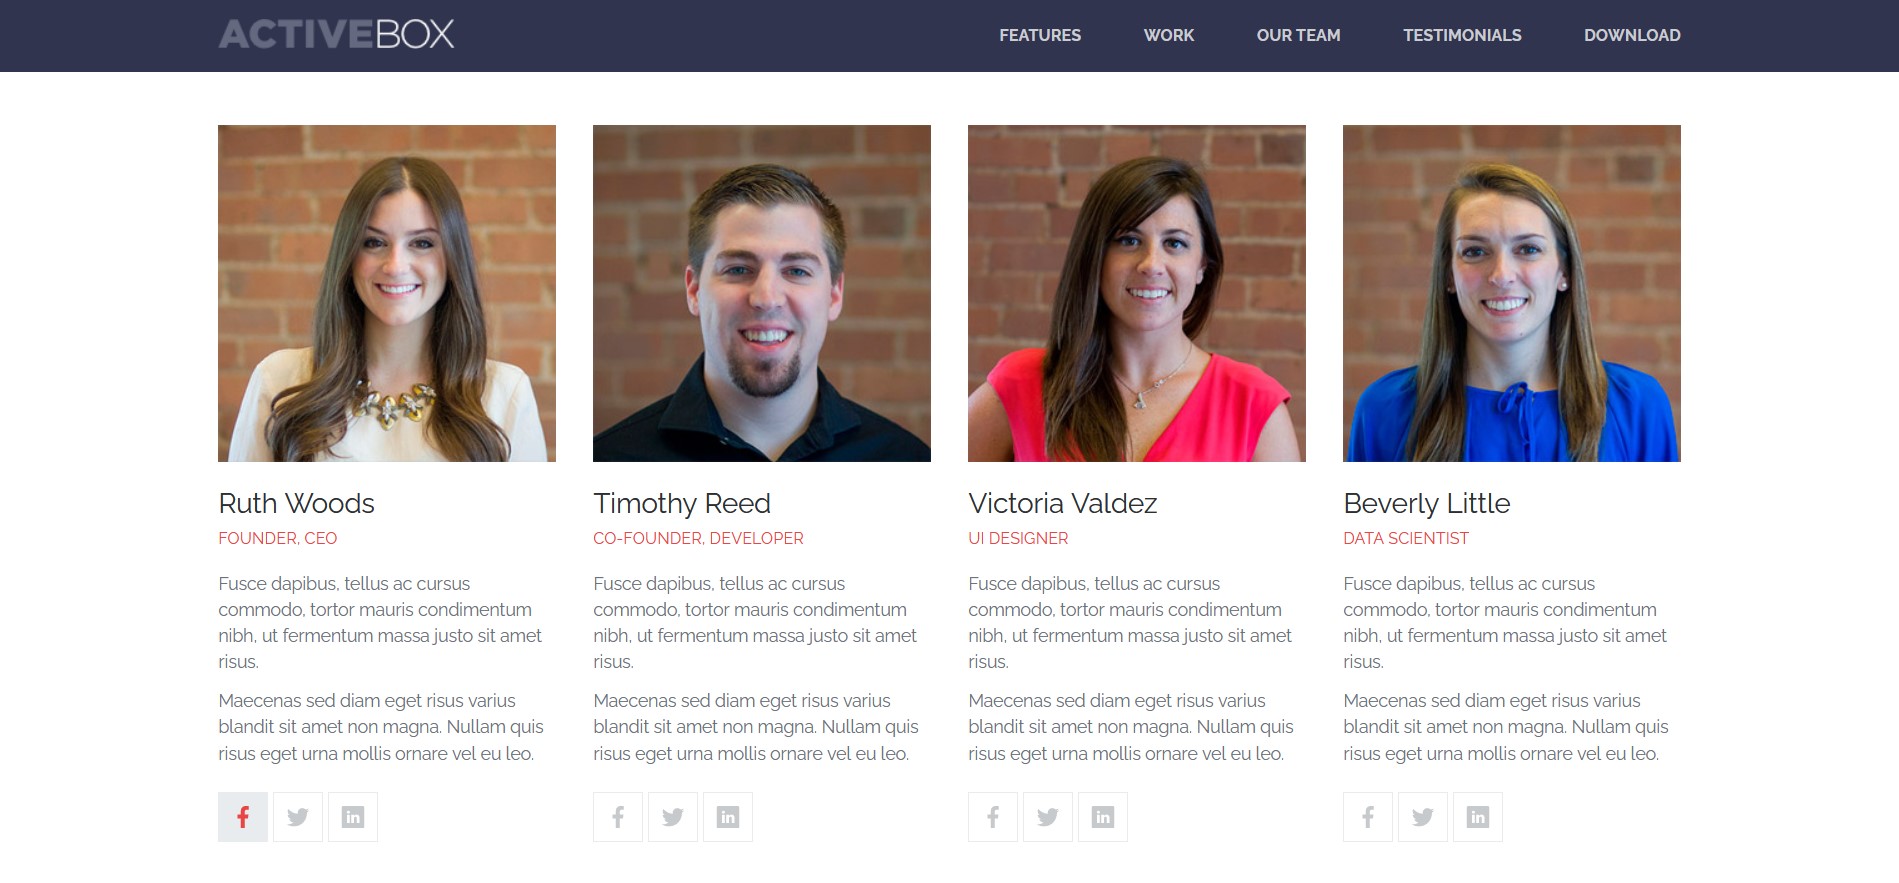 ACTIVEBOX
FEATURES WORK OUR TEAM TESTIMONIALS DOWNLOAD
Ruth Woods
FOUNDER, CEO
Fusce dapibus, tellus ac cursus
commodo, tortor mauris condimentum
nibh, ut fermentum massa justo sit amet
risus.
Maecenas sed diam eget risus varius
blandit sit amet non magna. Nullam quis
risus eget urna mollis ornare vel eu leo.
Timothy Reed
CO-FOUNDER, DEVELOPER
Fusce dapibus, tellus ac cursus
commodo, tortor mauris condimentum
nibh, ut fermentum massa justo sit amet
risus.
Maecenas sed diam eget risus varius
blandit sit amet non magna. Nullam quis
risus eget urna mollis ornare vel eu leo.
Victoria Valdez
UI DESIGNER
Fusce dapibus, tellus ac cursus
commodo, tortor mauris condimentum
nibh, ut fermentum massa justo sit amet
risus.
Maecenas sed diam eget risus varius
blandit sit amet non magna. Nullam quis
risus eget urna mollis ornare vel eu leo.
Beverly Little
DATA SCIENTIST
Fusce dapibus, tellus ac cursus
commodo, tortor mauris condimentum
nibh, ut fermentum massa justo sit amet
risus.
Maecenas sed diam eget risus varius
blandit sit amet non magna. Nullam quis
risus eget urna mollis ornare vel eu leo.